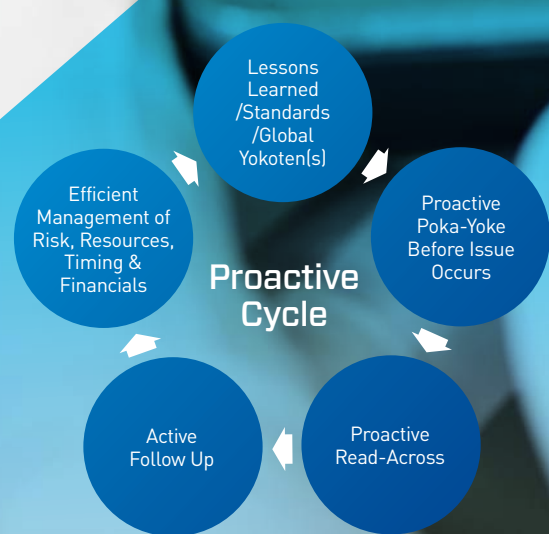 Lessons
Learned
/Standards
/Global
Yokoten(s)
Proactive
Poka-Yoke
Before Issue
Occurs
Proactive
Read-Across
Active
Follow Up
Efficient
Management of
Risk, Resources,
Timing &
Financials
Proactive
Cycle